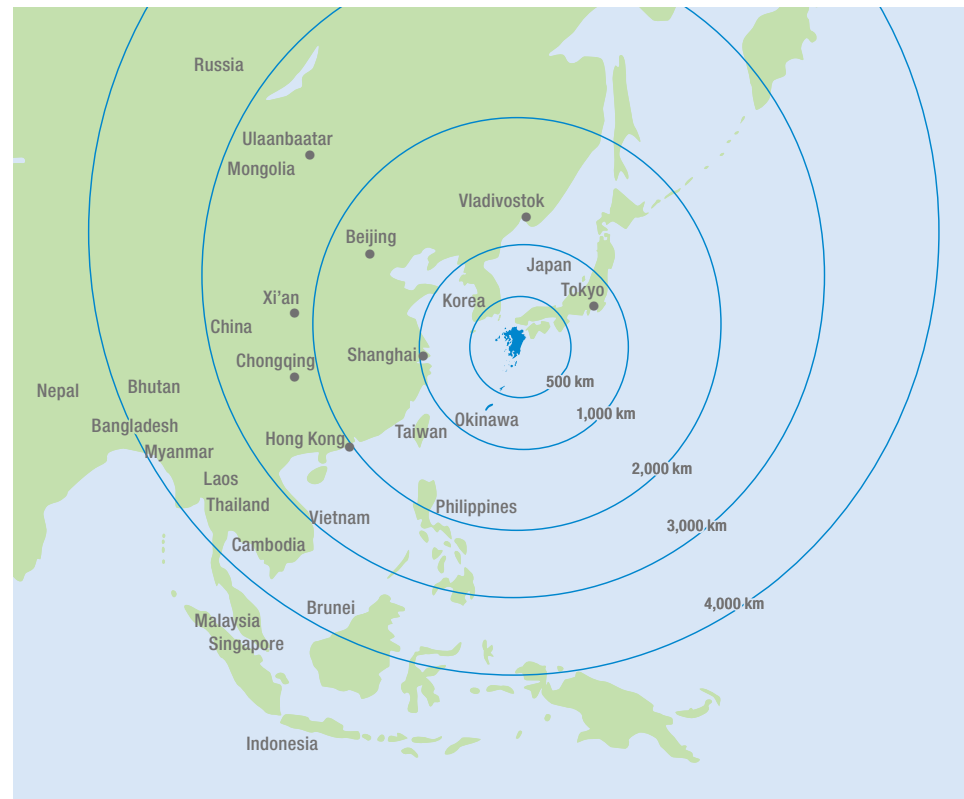 Russia
Ulaanbaatar
Mongolia
Vladivostok
Beijing
Japan
Tokyo
Korea
Xi’an
China
Shanghai
Chongqing
500 km
Nepal
Bhutan
Okinawa
1,000 km
Bangladesh
Taiwan
Hong Kong
Myanmar
2,000 km
Laos
Thailand
Philippines
Vietnam
3,000 km
Cambodia
4,000 km
Brunei
Malaysia
Singapore
Indonesia